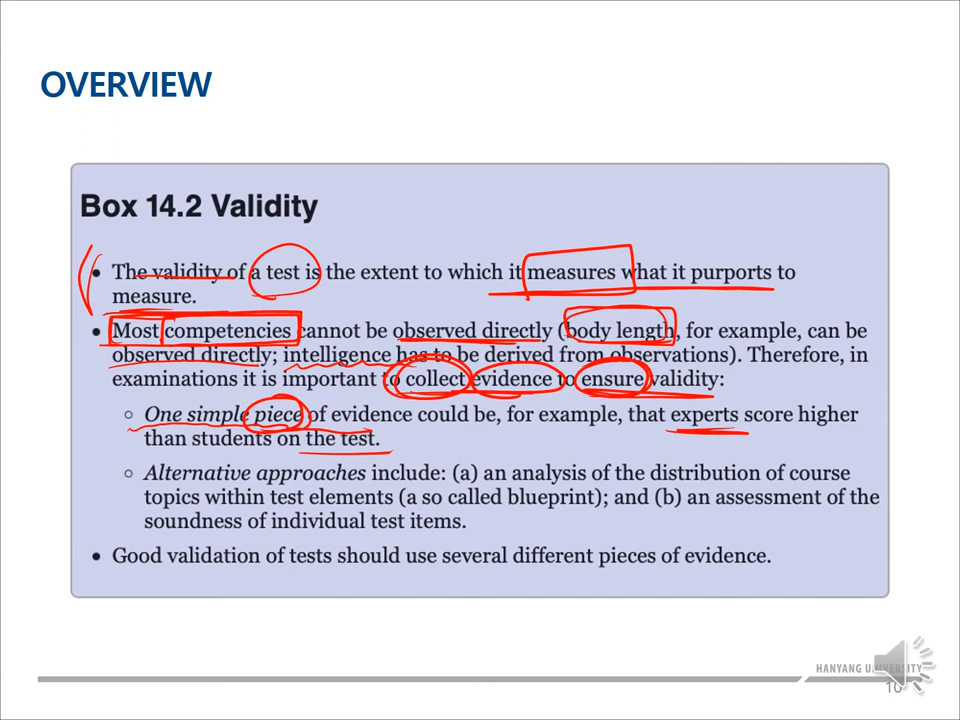 OVERVIEW
Box 14.2 Validity
• The validity of a test is the extent to which it measures what it purports to
measure.
• Most competencies cannot be observed directly (body length, for example, can be
observed directly; intelligence has to be derived from observations). Therefore, in
examinations it is important to collect evidence to ensure validity:
○ One simple piece of evidence could be, for example, that experts score higher
than students on the test.
○ Alternative approaches include: (a) an analysis of the distribution of course
topics within test elements (a so called blueprint); and (b) an assessment of the
soundness of individual test items.
• Good validation of tests should use several different pieces of evidence.
HANYANG UNIVERSITY